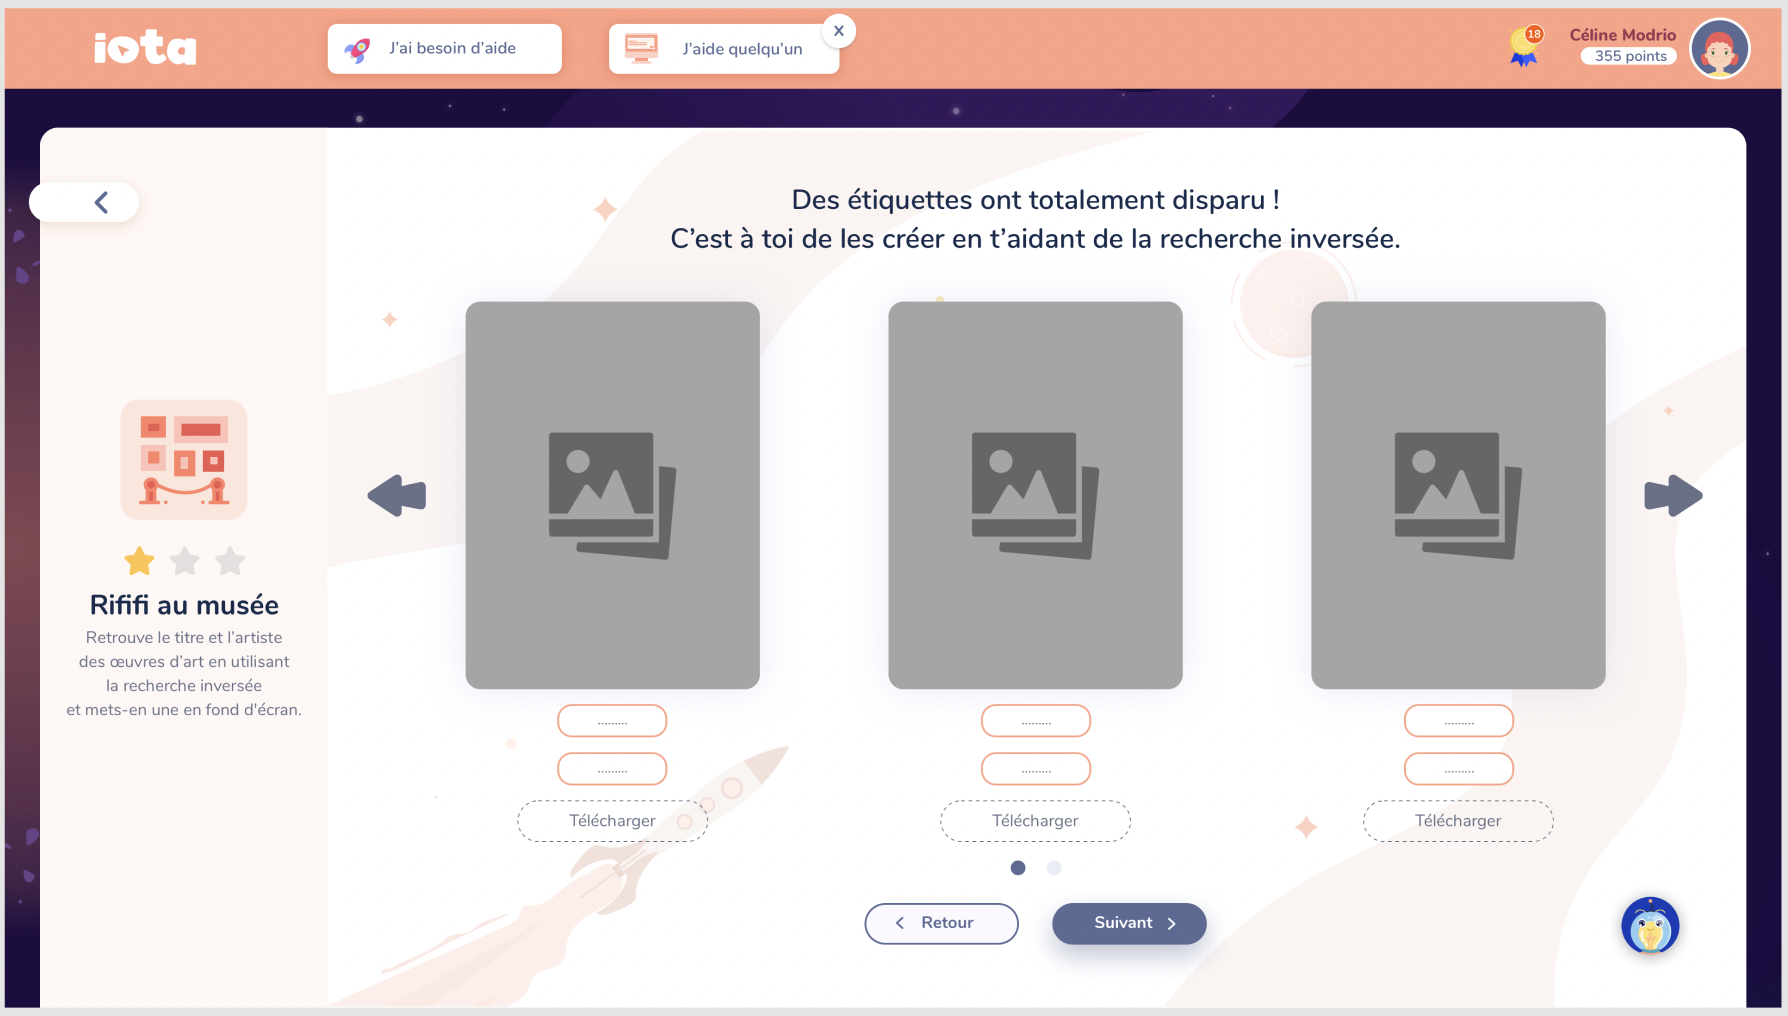 iota
J’ai besoin d’aide
J’aide quelqu’un
x
18
Céline Modrio
355 points
Des étiquettes ont totalement disparu !
C’est à toi de les créer en t’aidant de la recherche inversée.
Rififi au musée
Retrouve le titre et l’artiste
des œuvres d’art en utilisant
la recherche inversée
et mets-en une en fond d'écran.
.........
.........
.........
.........
.........
.........
Télécharger
Télécharger
Télécharger
Retour
Suivant